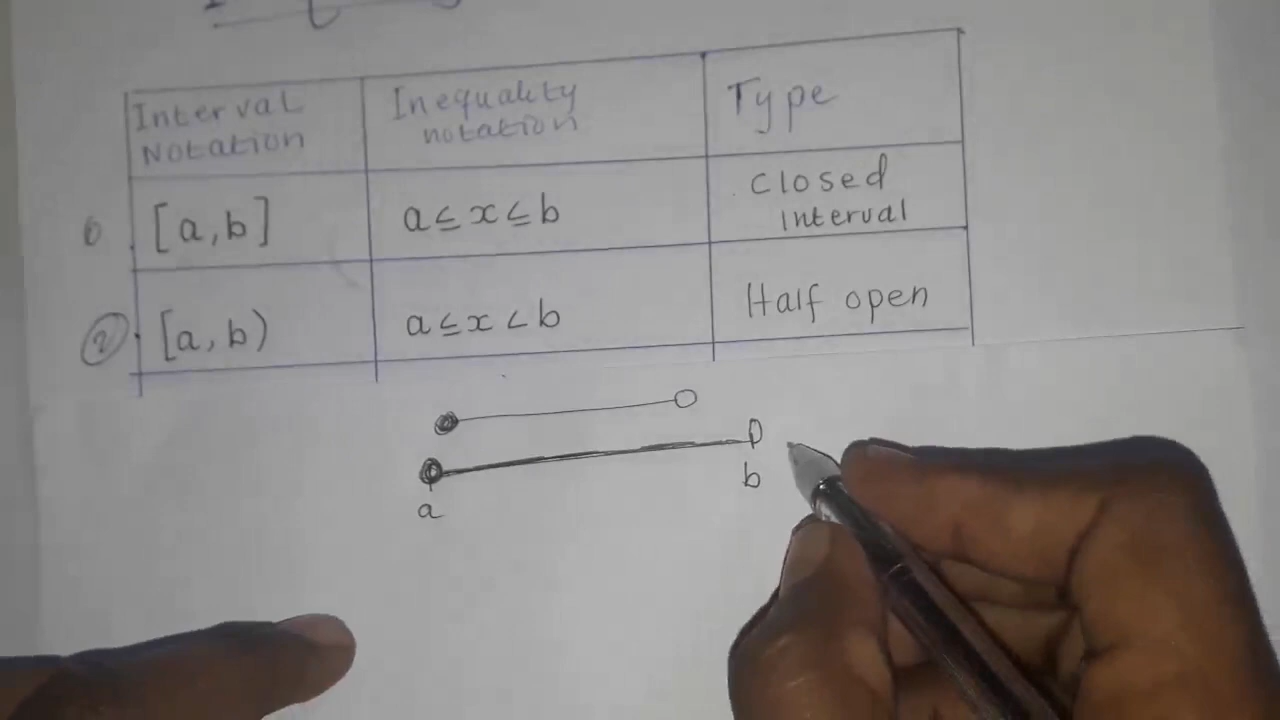 Interval
Notation
Inequality
notation
Type
1
[a,b]
a≤x≤b
Closed
Interval
2
[a,b)
a≤x<b
Half open
a
b